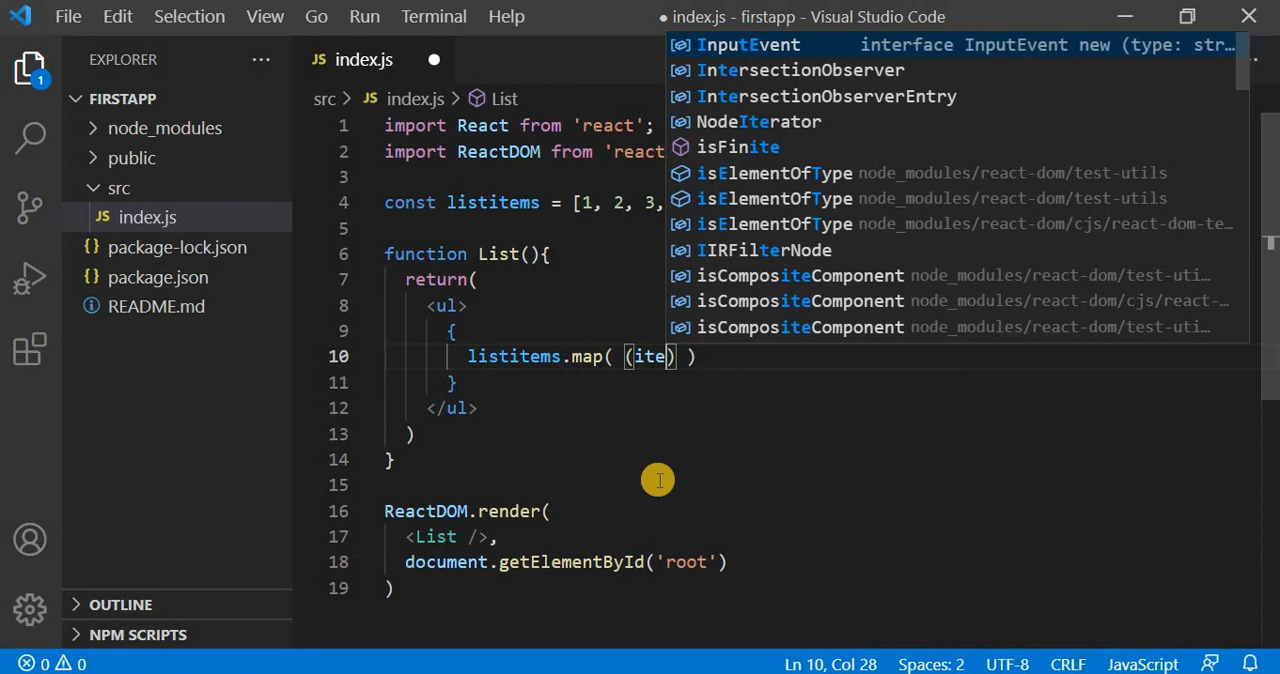 File Edit Selection View Go Run Terminal Help
● index.js - firstapp - Visual Studio Code
EXPLORER ...
1
FIRSTAPP
node_modules
public
src
JS index.js
{} package-lock.json
{} package.json
README.md
OUTLINE
NPM SCRIPTS
JS index.js
src > JS index.js > List
1 import React from 'react';
2 import ReactDOM from 'react
3
4 const listitems = [1, 2, 3,
5
6 function List(){
7 return(
8 <ul>
9 {
10 listitems.map( (ite) )
11 }
12 </ul>
13 )
14 }
15
16 ReactDOM.render(
17 <List />,
18 document.getElementById('root')
19 )
InputEvent interface InputEvent new (type: str...
IntersectionObserver
IntersectionObserverEntry
NodeIterator
isFinite
isElementOfType node_modules/react-dom/test-utils
isElementOfType node_modules/react-dom/test-utils
isElementOfType node_modules/react-dom/cjs/react-dom-te...
IIRFilterNode
isCompositeComponent node_modules/react-dom/test-uti...
isCompositeComponent node_modules/react-dom/cjs/react-...
isCompositeComponent node_modules/react-dom/test-uti...
0 0 Ln 10, Col 28 Spaces: 2 UTF-8 CRLF JavaScript